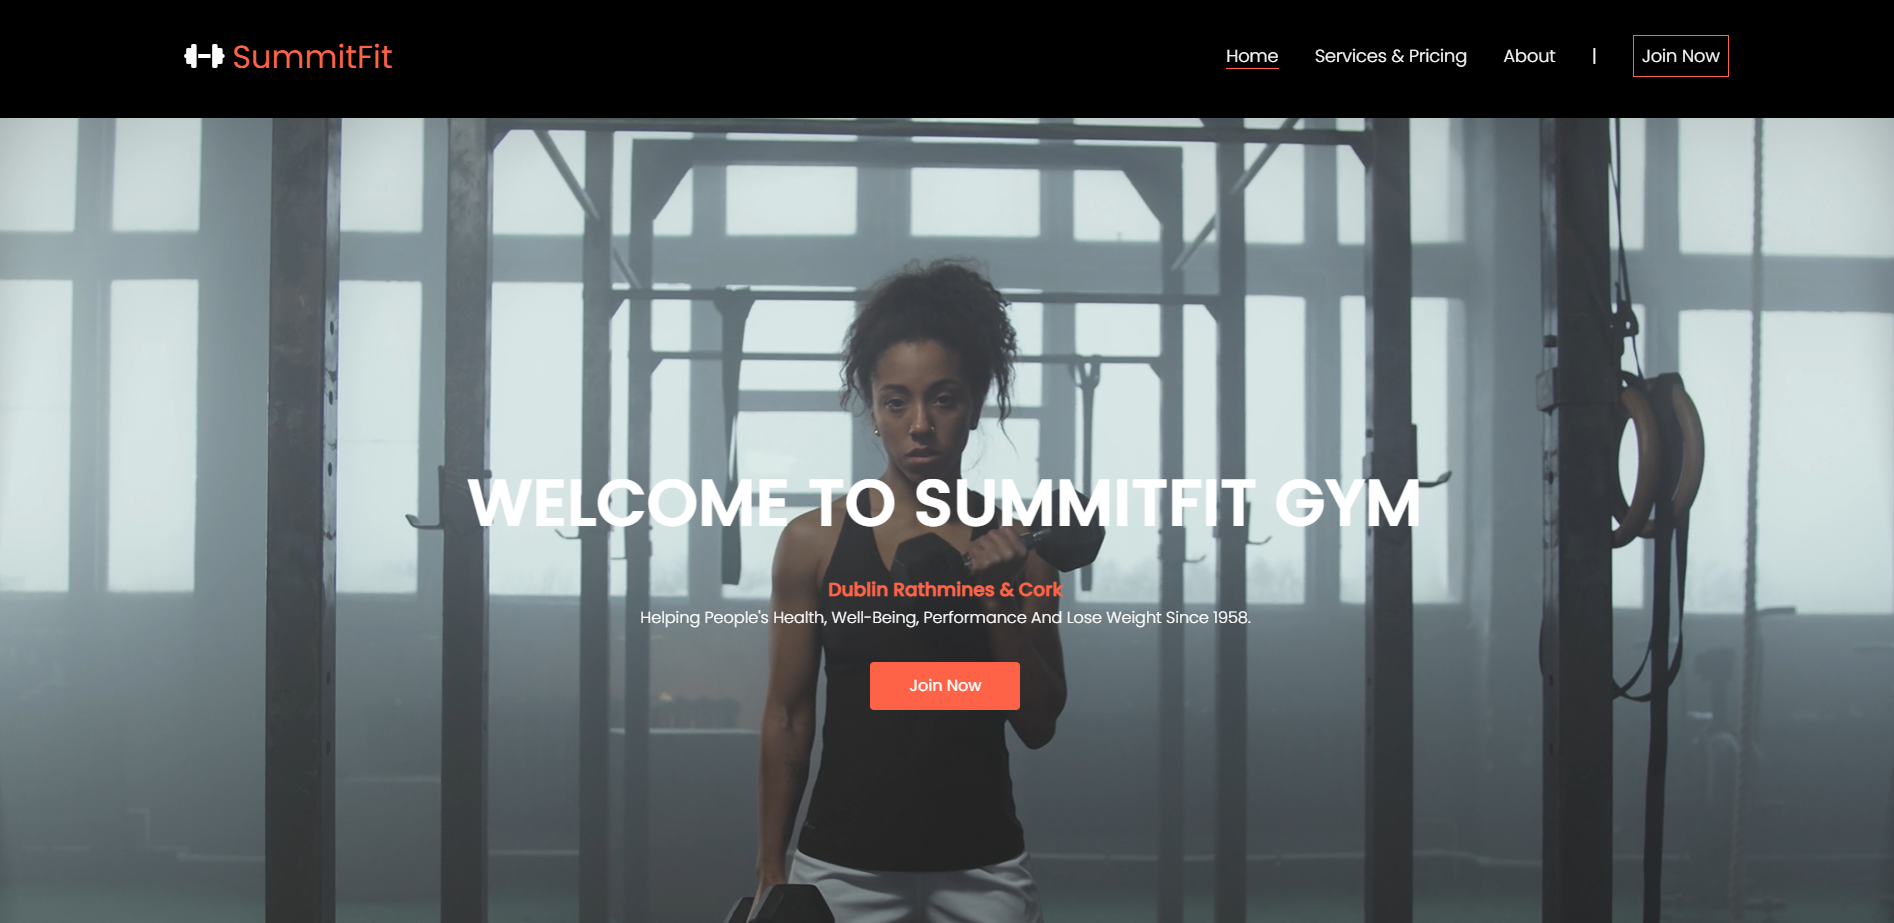 SummitFit
Home Services & Pricing About | Join Now
WELCOME TO SUMMITFIT GYM
Dublin Rathmines & Cork
Helping People's Health, Well-Being, Performance And Lose Weight Since 1958.
Join Now